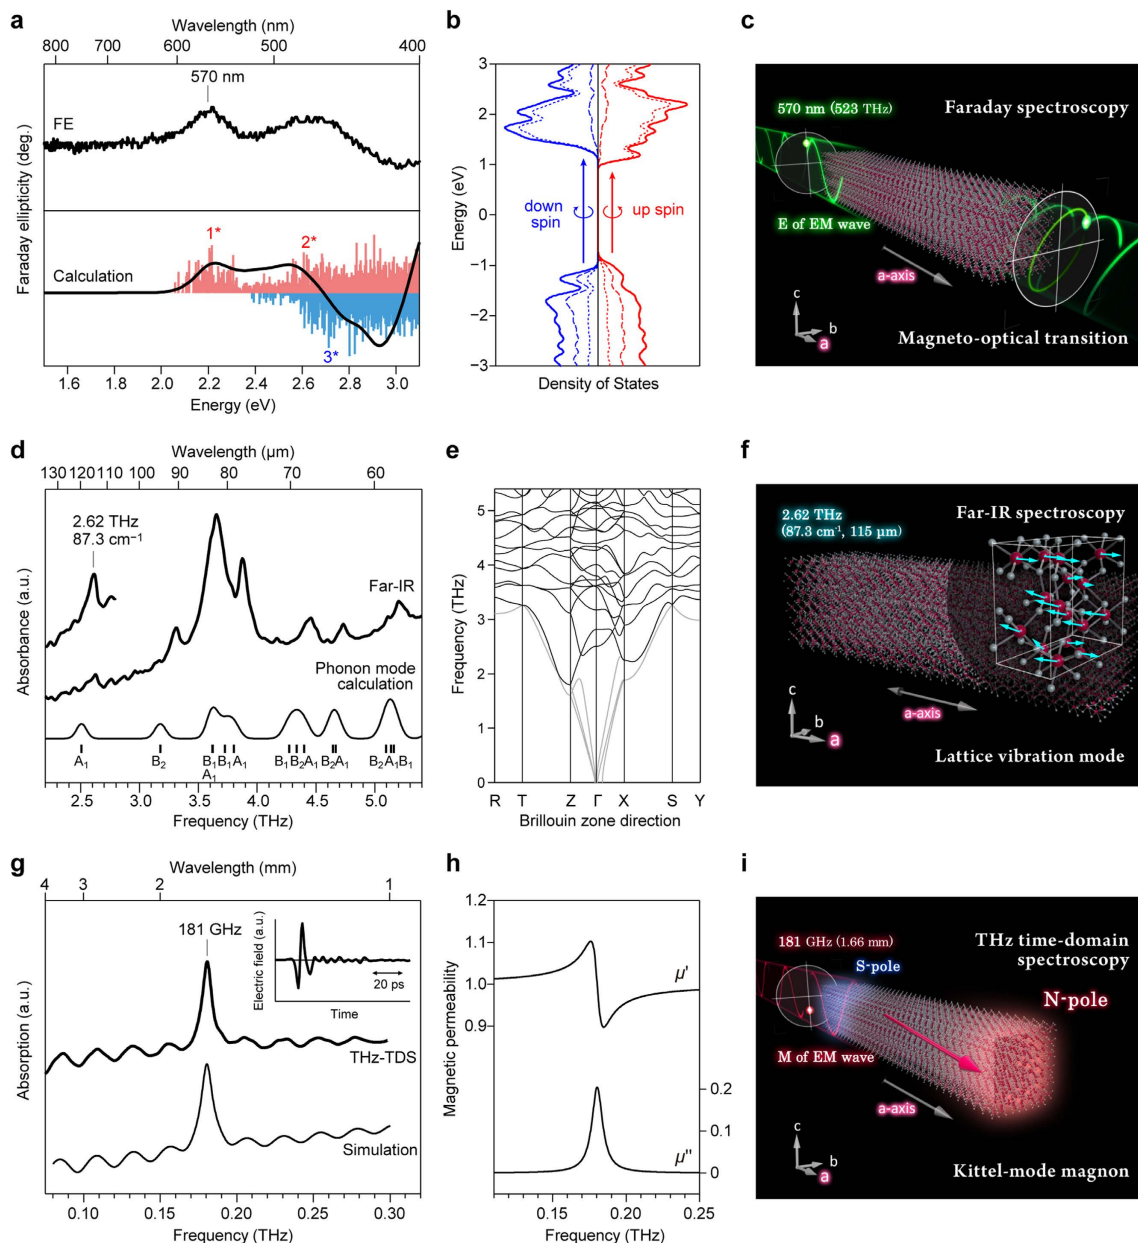 a
Wavelength (nm)
800 700 600 500 400
570 nm
FE
1*
2*
Calculation
3*
Faraday ellipticity (deg.)
1.6 1.8 2.0 2.2 2.4 2.6 2.8 3.0
Energy (eV)
b
3
2
1
0
−1
−2
−3
Energy (eV)
down
spin
up spin
Density of States
c
570 nm (523 THz)
Faraday spectroscopy
E of EM wave
a-axis
c
b
a
Magneto-optical transition
d
Wavelength (μm)
130 120 110 100 90 80 70 60
2.62 THz
87.3 cm⁻¹
Far-IR
Phonon mode
calculation
Absorbance (a.u.)
A₁ B₂ B₁ B₁ A₁ B₁ B₂A₁ B₂A₁ B₂A₁B₁
A₁
2.5 3.0 3.5 4.0 4.5 5.0
Frequency (THz)
e
5
4
3
2
1
0
Frequency (THz)
R T Z Γ X S Y
Brillouin zone direction
f
2.62 THz
(87.3 cm⁻¹, 115 μm)
Far-IR spectroscopy
a-axis
c
b
a
Lattice vibration mode
g
Wavelength (mm)
4 3 2 1
181 GHz
Electric field (a.u.)
20 ps
Time
THz-TDS
Simulation
Absorption (a.u.)
0.10 0.15 0.20 0.25 0.30
Frequency (THz)
h
1.2
1.1
1.0
0.9
μ'
0.2
0.1
0
μ"
Magnetic permeability
0.15 0.20 0.25
Frequency (THz)
i
181 GHz (1.66 mm)
THz time-domain
spectroscopy
S-pole
N-pole
M of EM wave
a-axis
c
b
a
Kittel-mode magnon